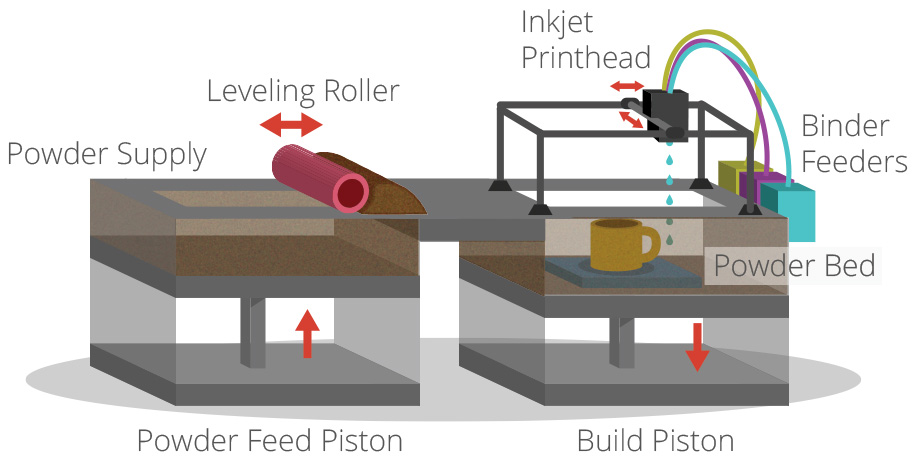 Inkjet
Printhead
Leveling Roller
Binder
Feeders
Powder Supply
Powder Bed
Powder Feed Piston
Build Piston